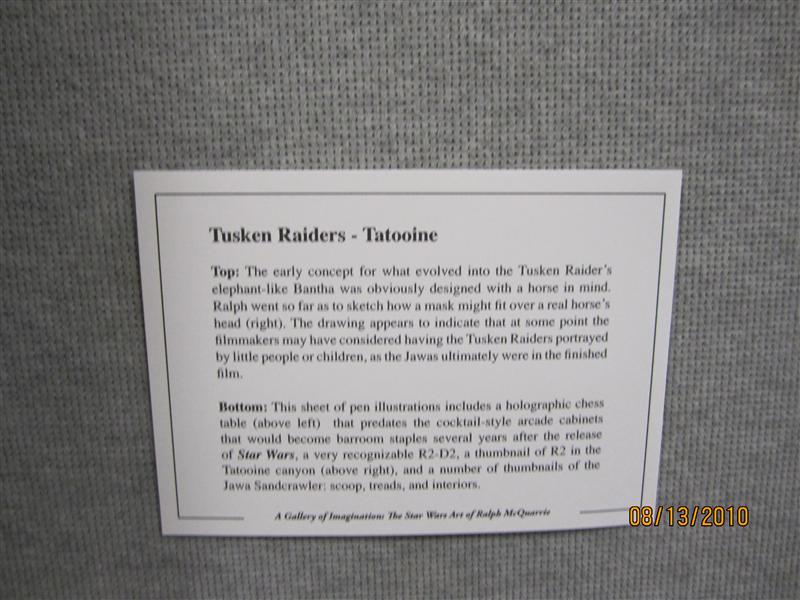 Tusken Raiders - Tatooine
Top: The early concept for what evolved into the Tusken Raider's
elephant-like Bantha was obviously designed with a horse in mind.
Ralph went so far as to sketch how a mask might fit over a real horse's
head (right). The drawing appears to indicate that at some point the
filmmakers may have considered having the Tusken Raiders portrayed
by little people or children, as the Jawas ultimately were in the finished
film.
Bottom: This sheet of pen illustrations includes a holographic chess
table (above left) that predates the cocktail-style arcade cabinets
that would become barroom staples several years after the release
of Star Wars, a very recognizable R2-D2, a thumbnail of R2 in the
Tatooine canyon (above right), and a number of thumbnails of the
Jawa Sandcrawler: scoop, treads, and interiors.
A Gallery of Imagination: The Star Wars Art of Ralph McQuarrie
08/13/2010